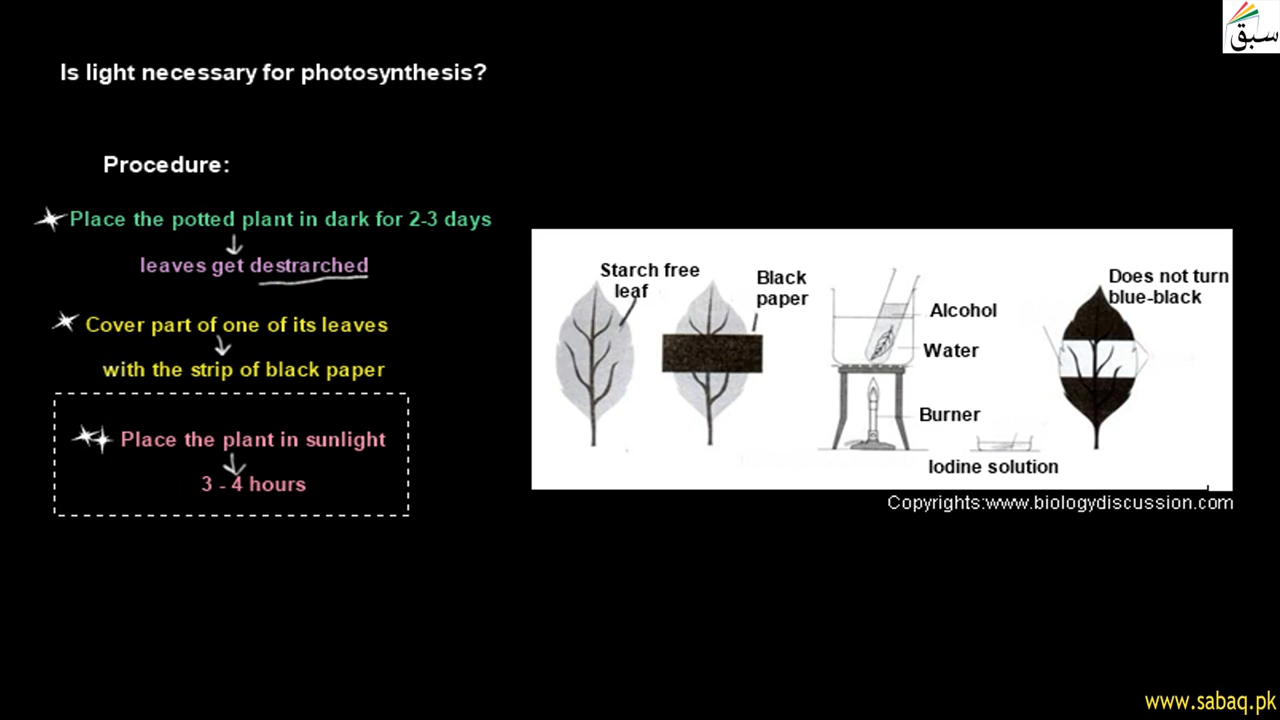 سبق
Is light necessary for photosynthesis?
Procedure:
Place the potted plant in dark for 2-3 days
leaves get destrarched
Cover part of one of its leaves
with the strip of black paper
Place the plant in sunlight
3 - 4 hours
Starch free
leaf
Black
paper
Alcohol
Water
Burner
Iodine solution
Does not turn
blue-black
Copyrights:www.biologydiscussion.com
www.sabaq.pk